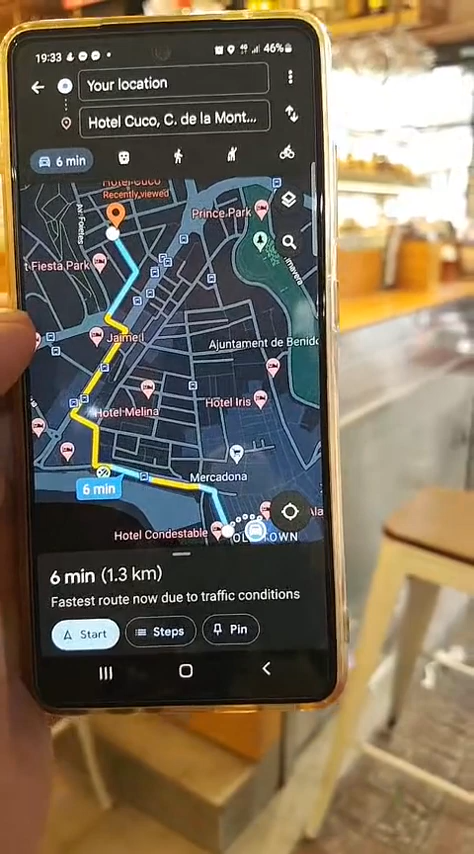 19:33
46%
Your location
Hotel Cuco, C. de la Mont...
6 min
Hotel Cuco
Recently viewed
Prince Park
t Fiesta Park
Jaime I
Ajuntament de Benido
Hotel Iris
Hotel Melina
6 min
Mercadona
Hotel Condestable
OLD TOWN
6 min (1.3 km)
Fastest route now due to traffic conditions
Start
Steps
Pin